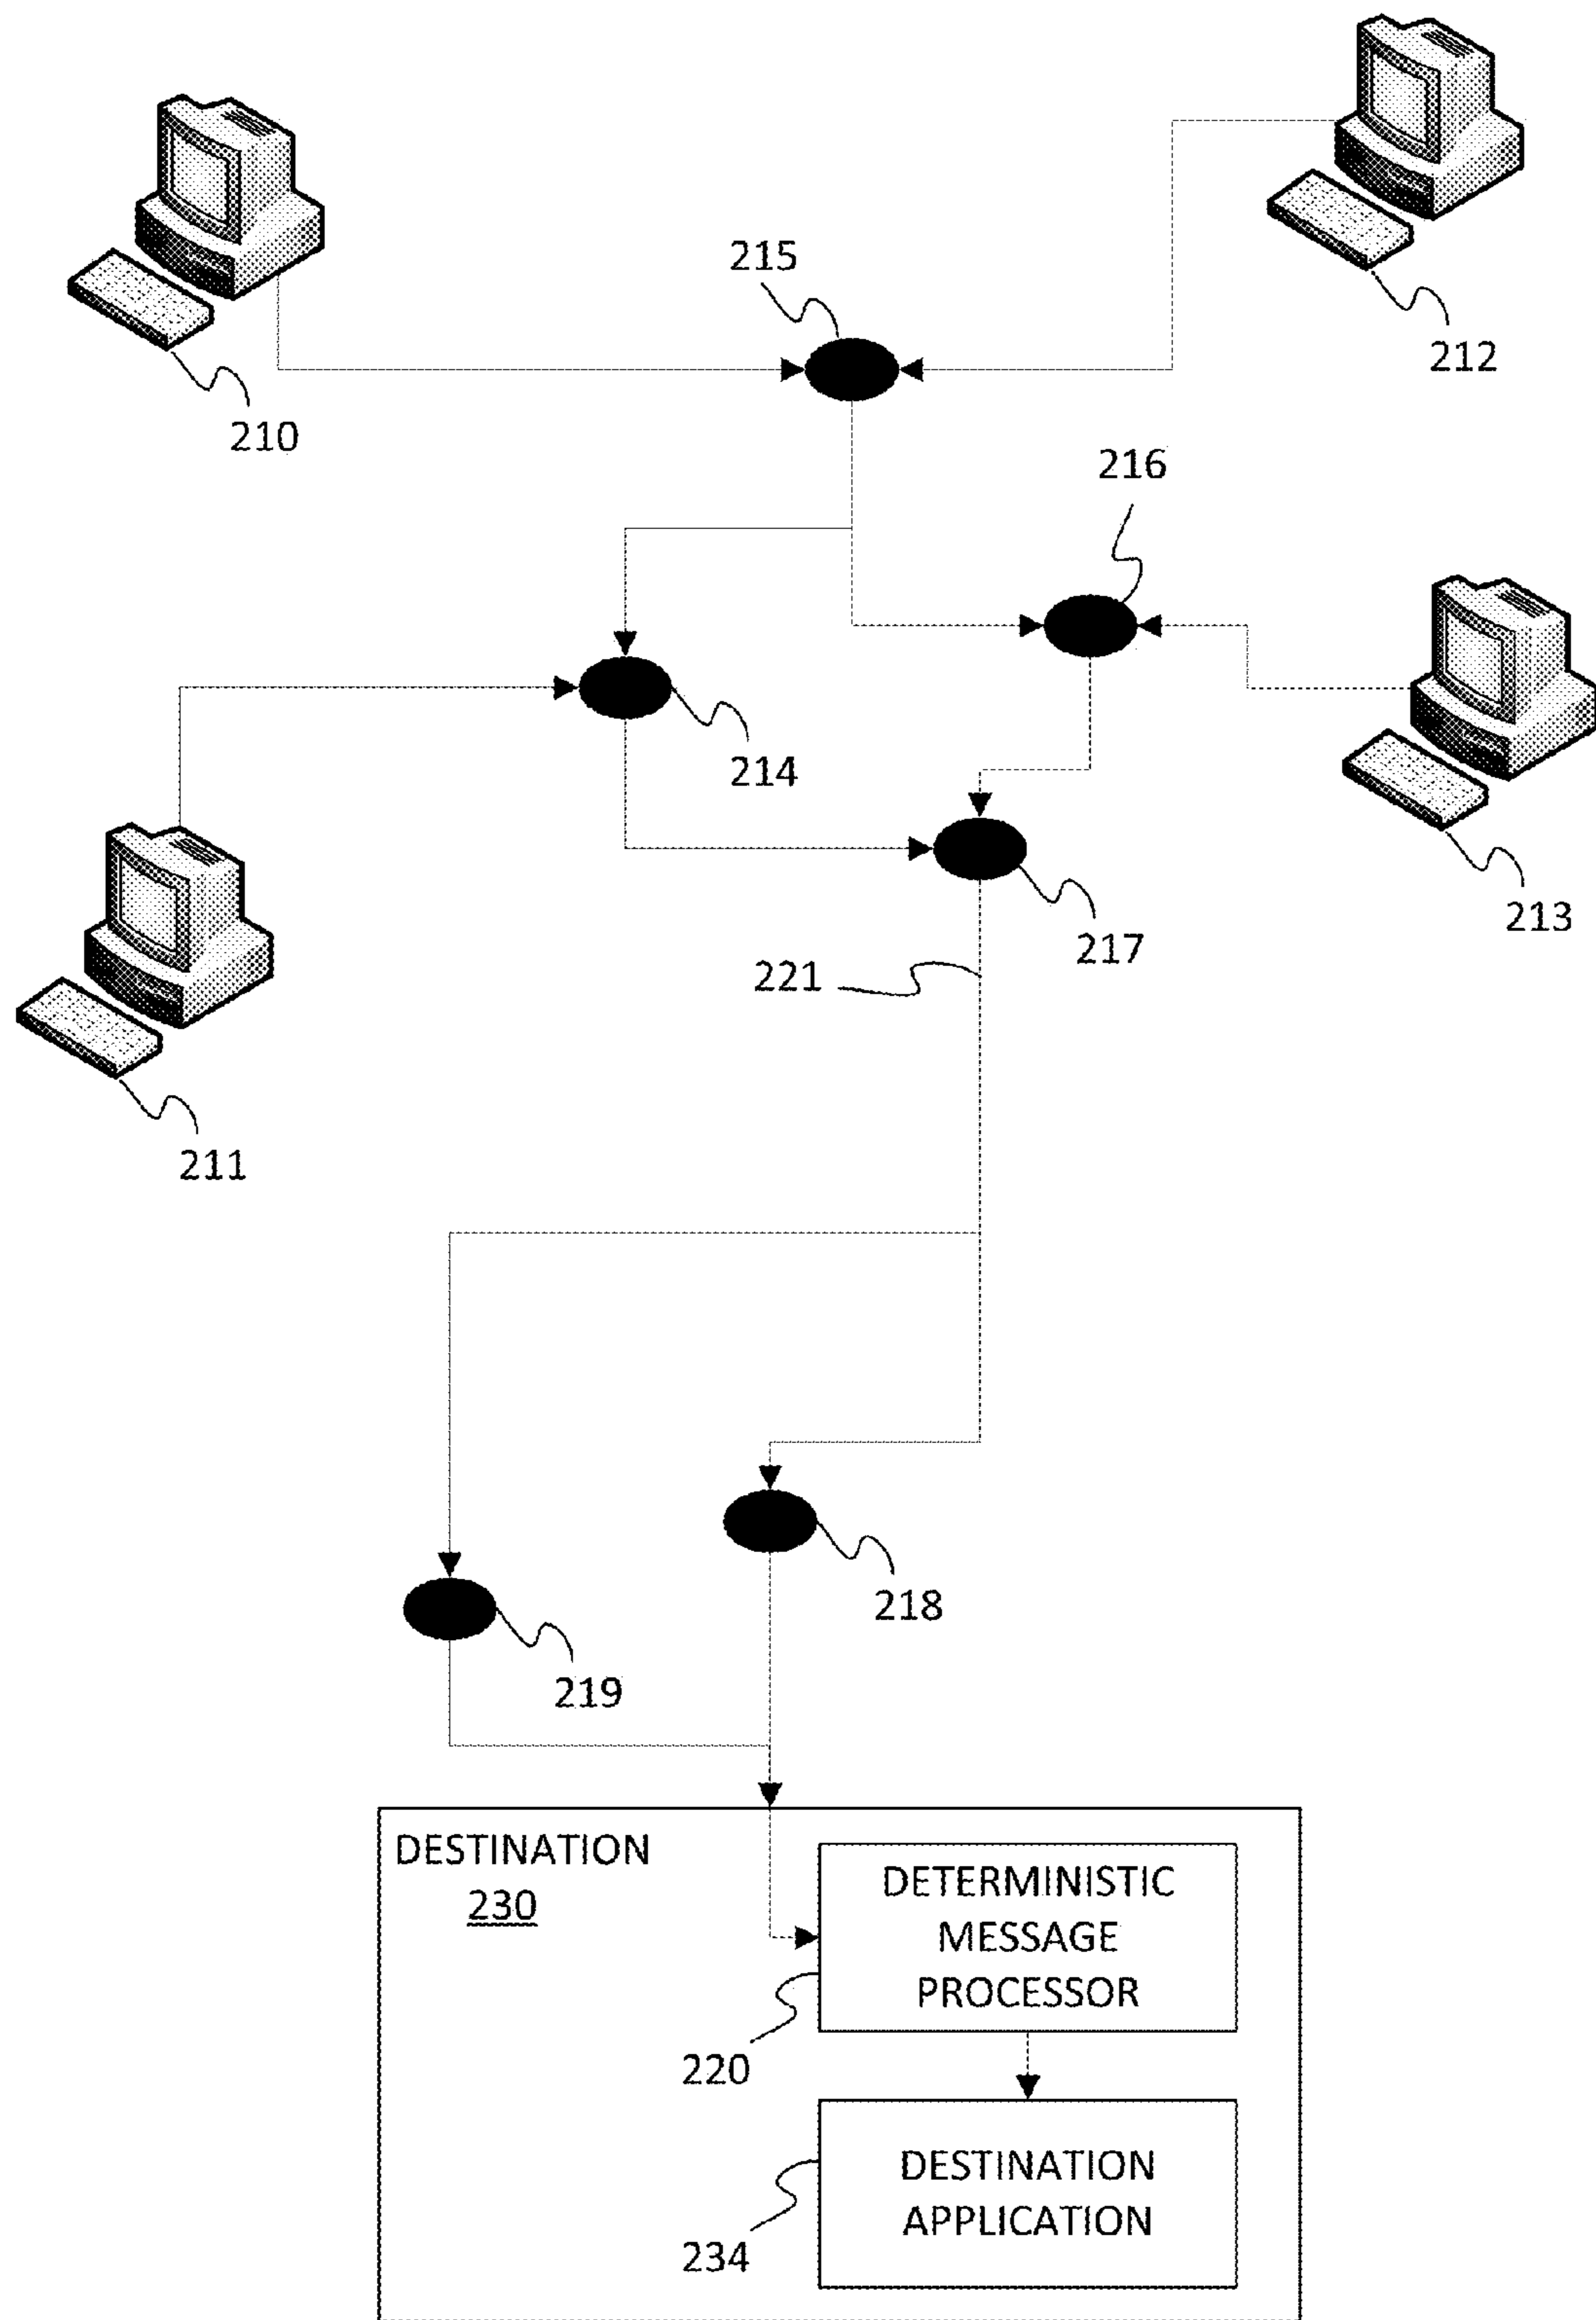 215
212
210
216
214
213
217
221
211
218
219
DESTINATION
230
DETERMINISTIC
MESSAGE
PROCESSOR
220
DESTINATION
APPLICATION
234